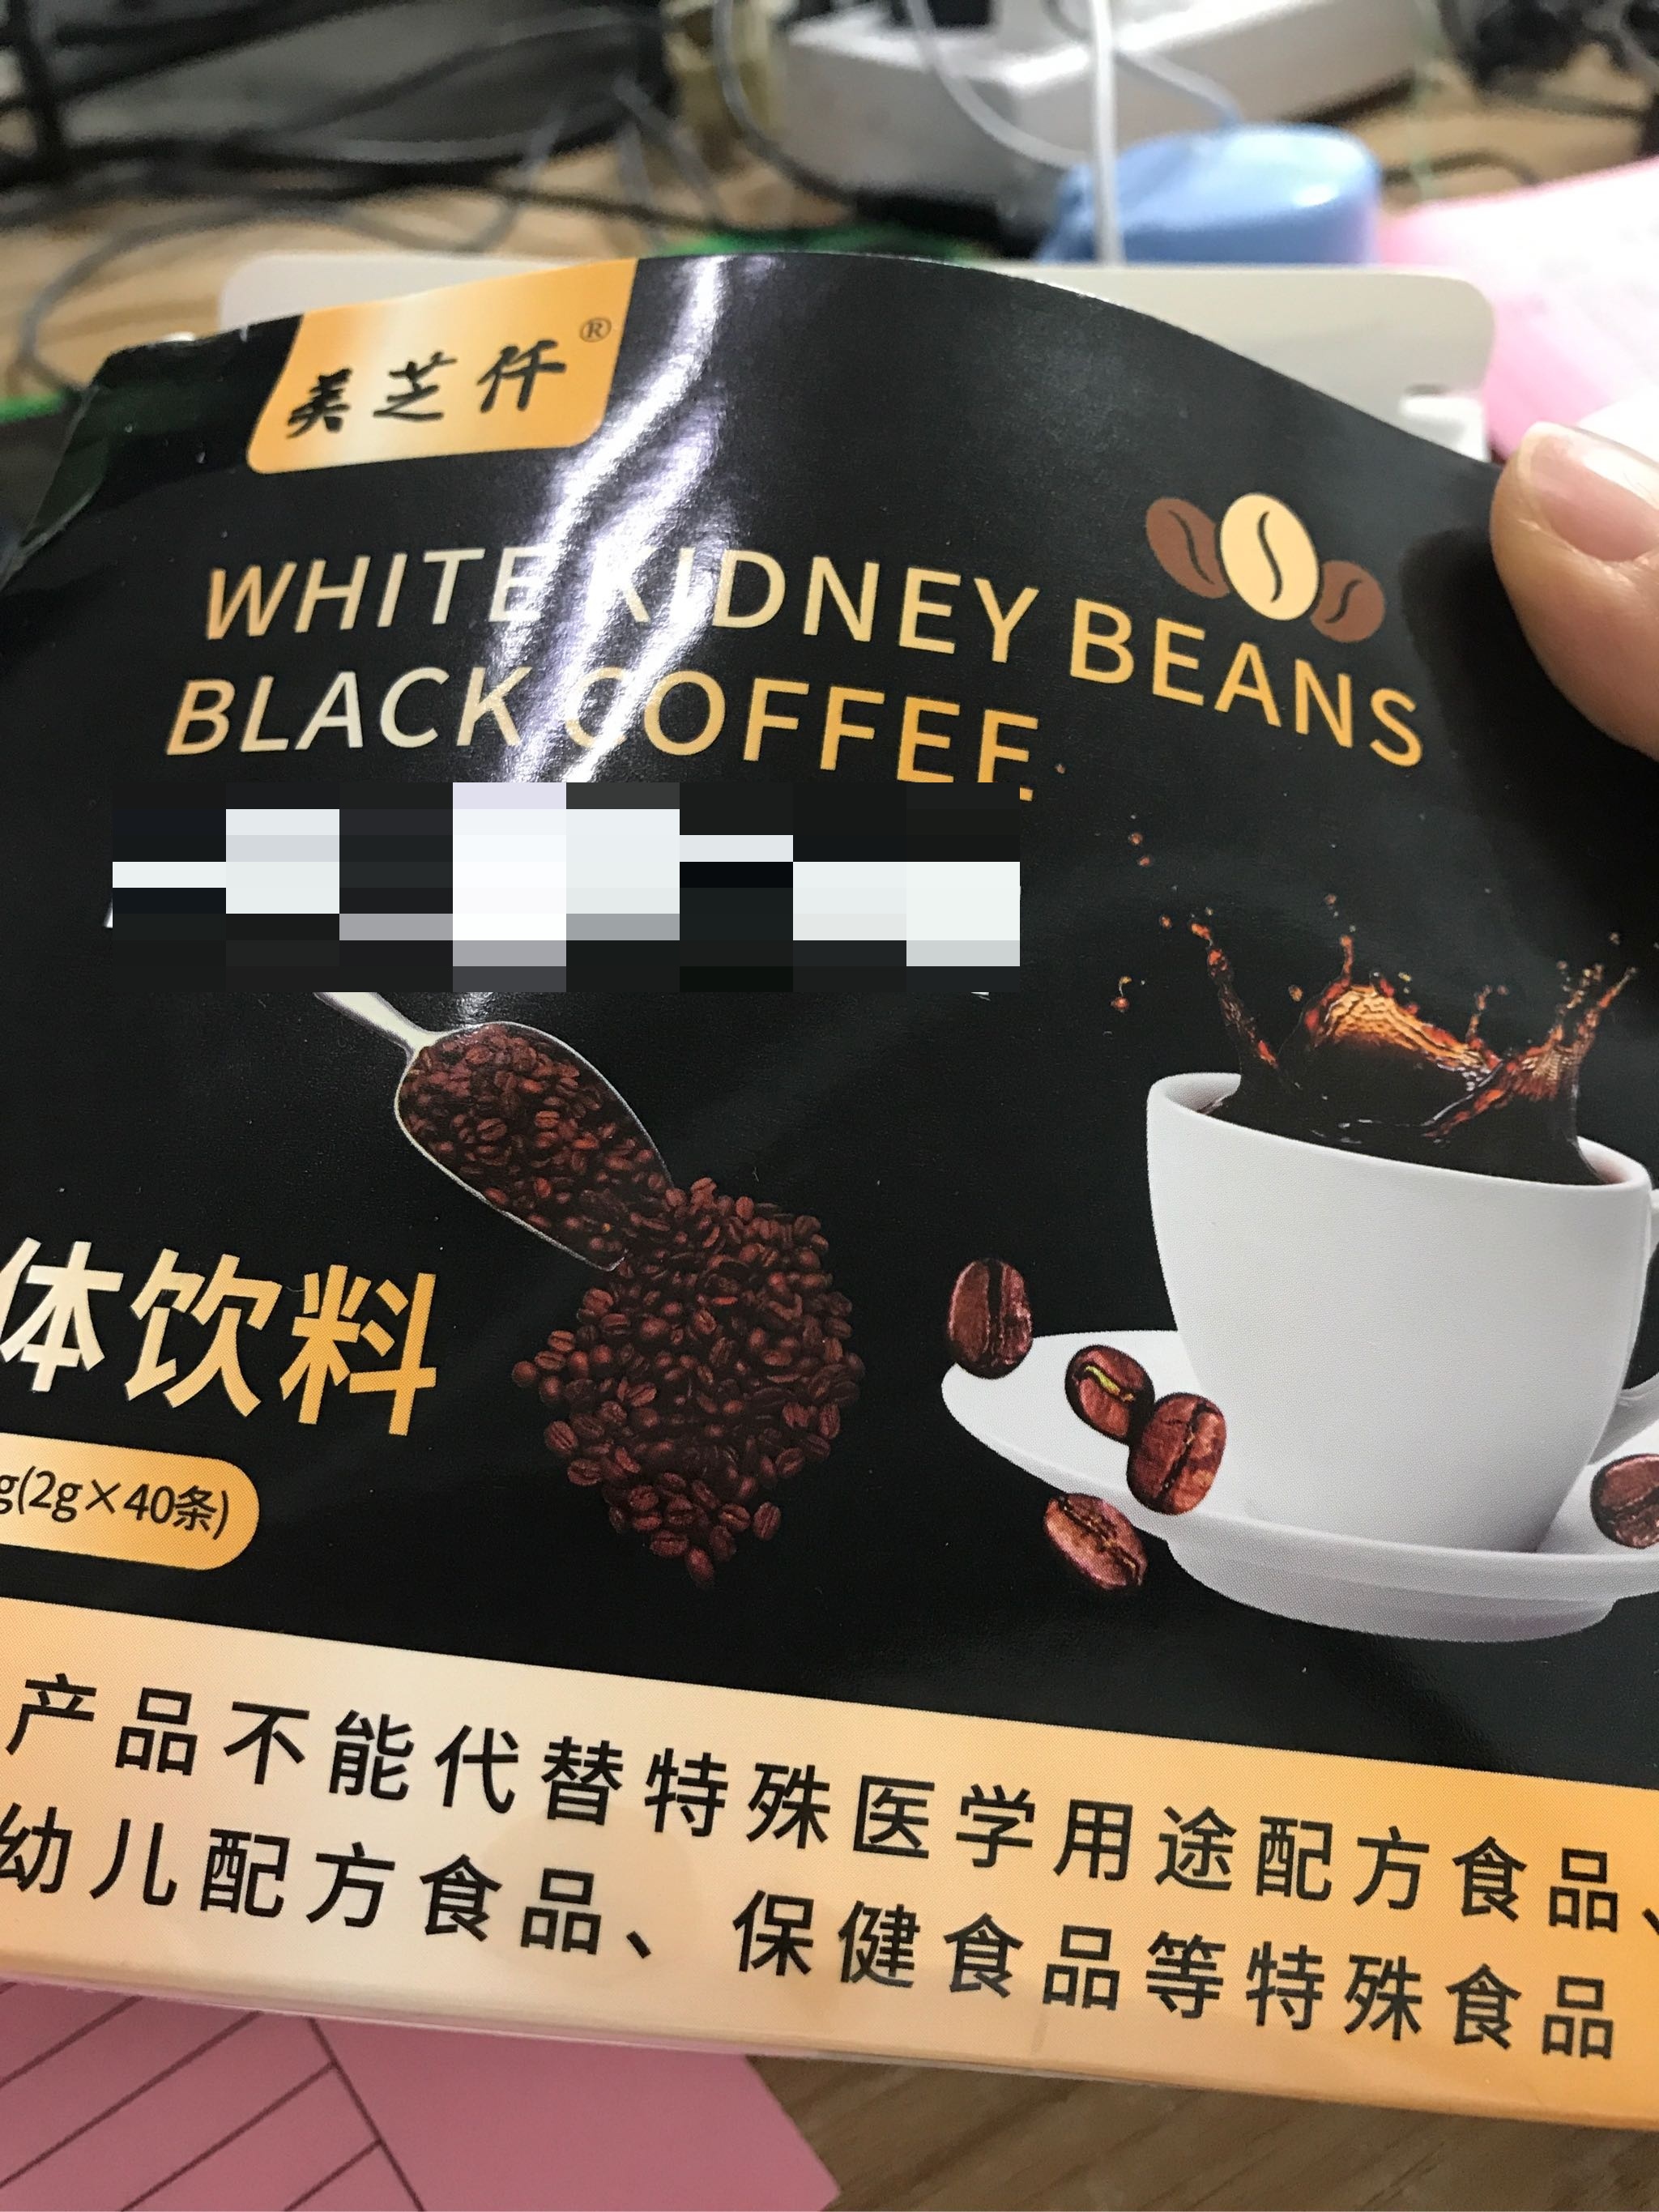 美芝仟®
WHITE KIDNEY BEANS
BLACK COFFEE
体饮料
g(2g×40条)
产品不能代替特殊医学用途配方食品、
幼儿配方食品、保健食品等特殊食品